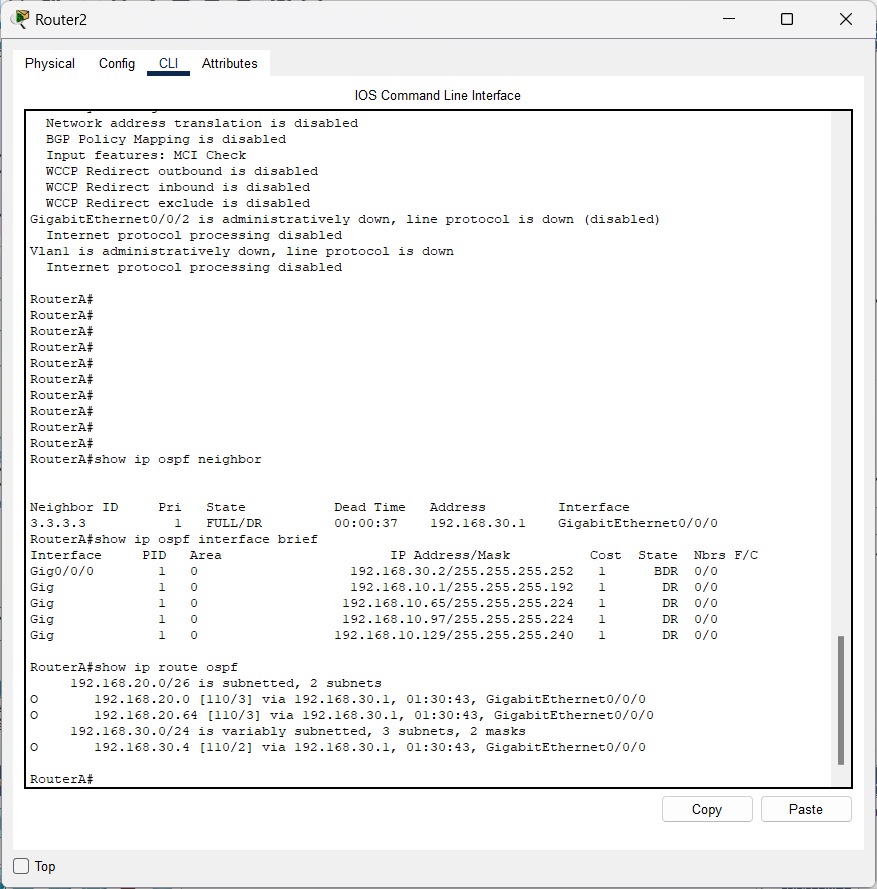 Router2
Physical Config CLI Attributes
IOS Command Line Interface
Network address translation is disabled
BGP Policy Mapping is disabled
Input features: MCI Check
WCCP Redirect outbound is disabled
WCCP Redirect inbound is disabled
WCCP Redirect exclude is disabled
GigabitEthernet0/0/2 is administratively down, line protocol is down (disabled)
Internet protocol processing disabled
Vlan1 is administratively down, line protocol is down
Internet protocol processing disabled
RouterA#
RouterA#
RouterA#
RouterA#
RouterA#
RouterA#
RouterA#
RouterA#
RouterA#
RouterA#
RouterA#show ip ospf neighbor
Neighbor ID Pri State Dead Time Address Interface
3.3.3.3 1 FULL/DR 00:00:37 192.168.30.1 GigabitEthernet0/0/0
RouterA#show ip ospf interface brief
Interface PID Area IP Address/Mask Cost State Nbrs F/C
Gig0/0/0 1 0 192.168.30.2/255.255.255.252 1 BDR 0/0
Gig 1 0 192.168.10.1/255.255.255.192 1 DR 0/0
Gig 1 0 192.168.10.65/255.255.255.224 1 DR 0/0
Gig 1 0 192.168.10.97/255.255.255.224 1 DR 0/0
Gig 1 0 192.168.10.129/255.255.255.240 1 DR 0/0
RouterA#show ip route ospf
192.168.20.0/26 is subnetted, 2 subnets
O 192.168.20.0 [110/3] via 192.168.30.1, 01:30:43, GigabitEthernet0/0/0
O 192.168.20.64 [110/3] via 192.168.30.1, 01:30:43, GigabitEthernet0/0/0
192.168.30.0/24 is variably subnetted, 3 subnets, 2 masks
O 192.168.30.4 [110/2] via 192.168.30.1, 01:30:43, GigabitEthernet0/0/0
RouterA#
Copy Paste
Top